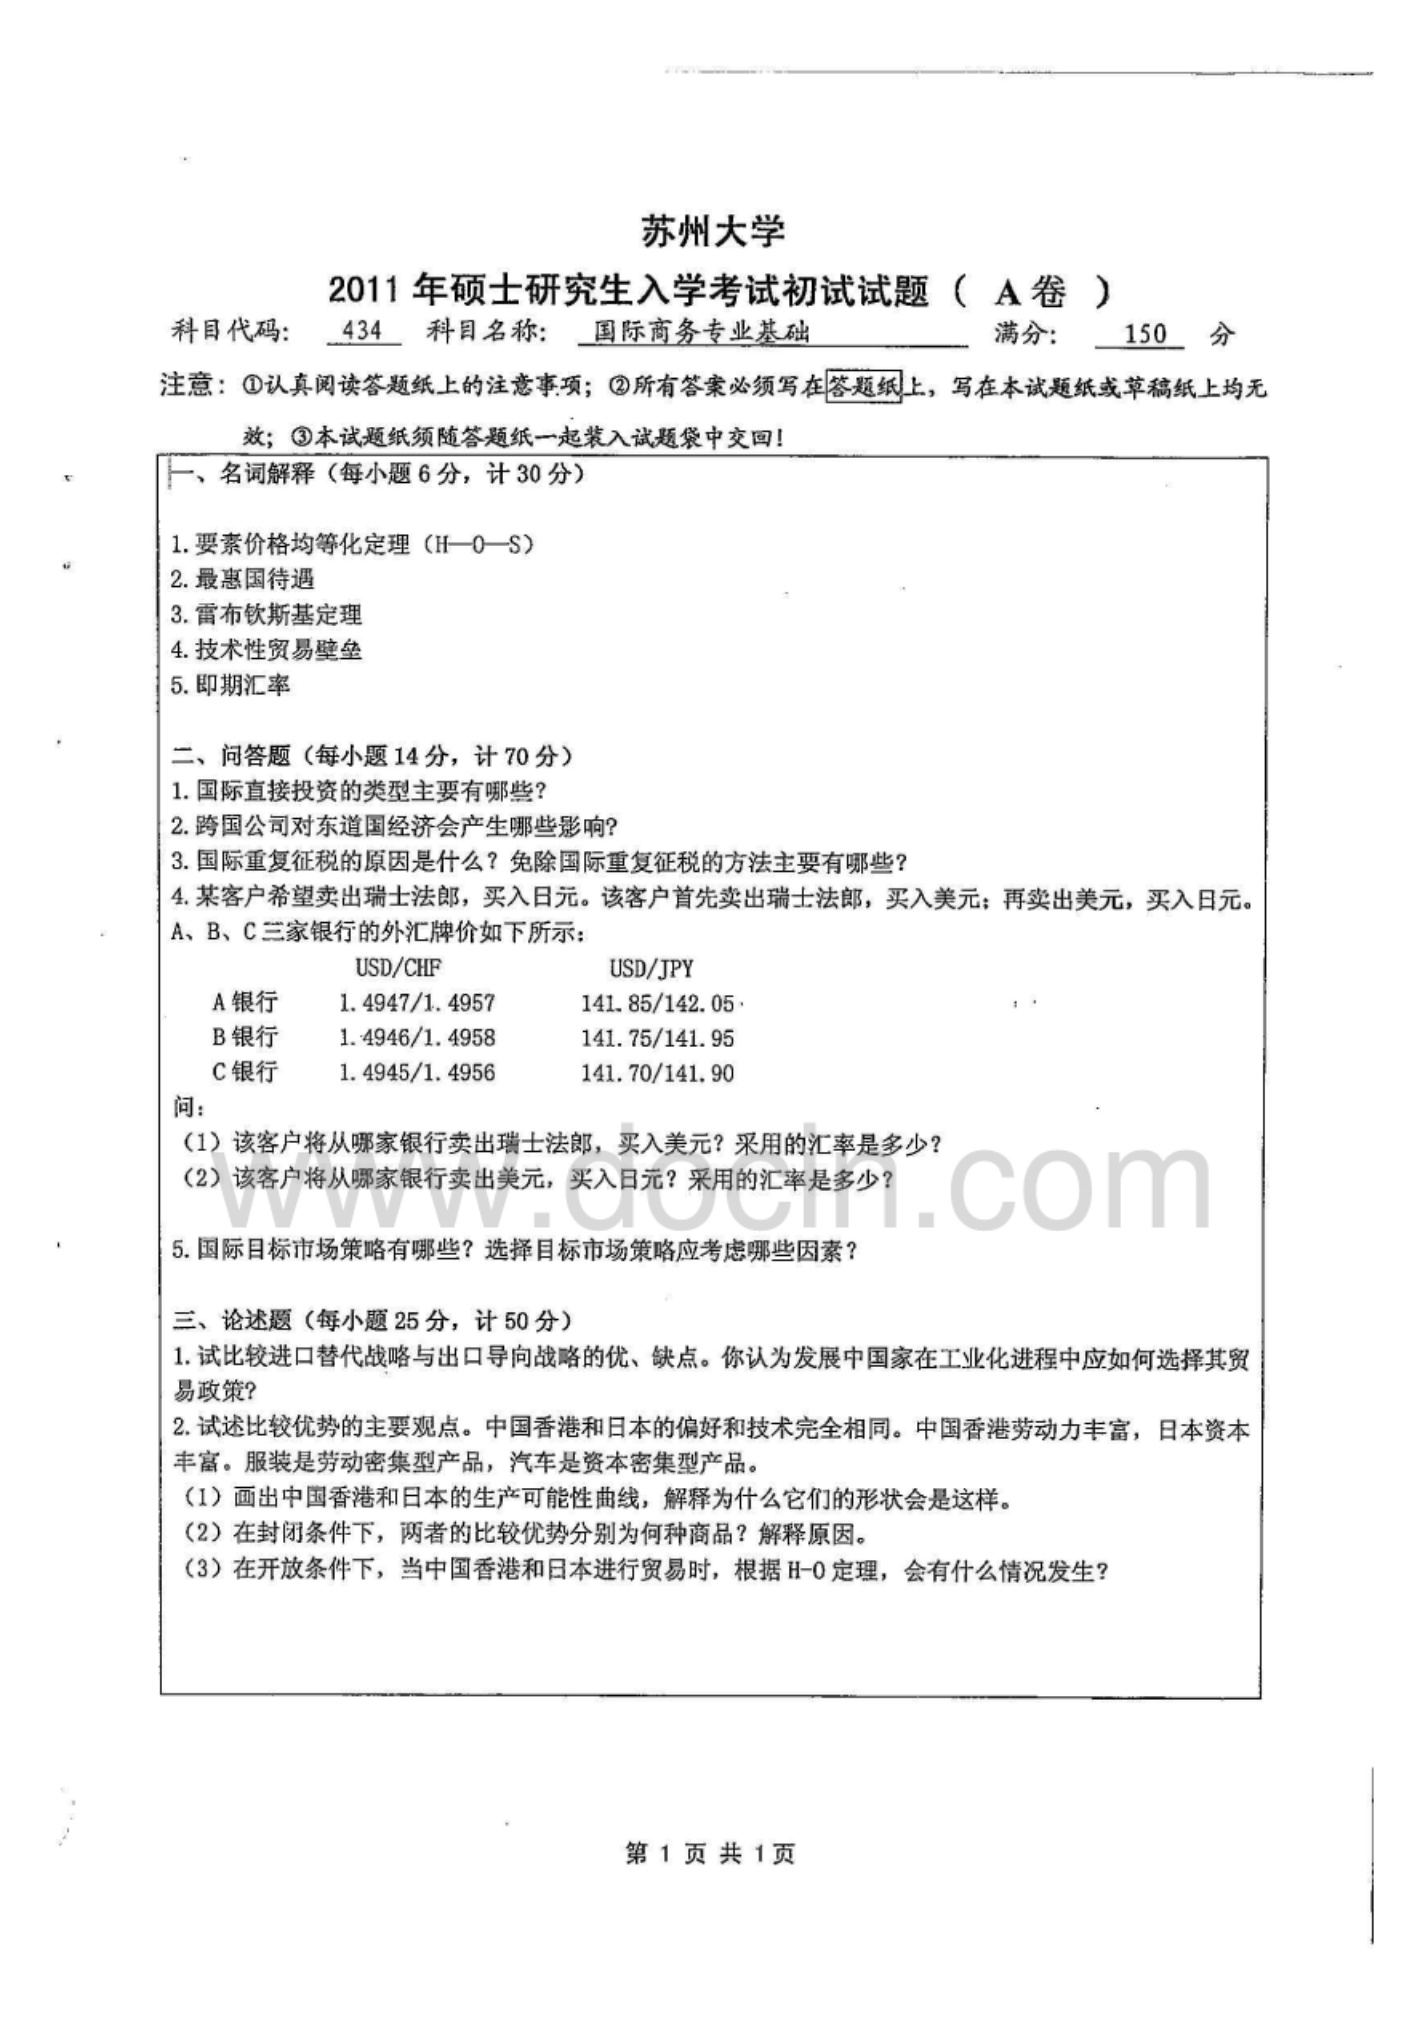 苏州大学
2011 年硕士研究生入学考试初试试题（ A 卷 ）
科目代码： 434 科目名称： 国际商务专业基础 满分： 150 分
注意：①认真阅读答题纸上的注意事项；②所有答案必须写在答题纸上，写在本试题纸或草稿纸上均无
效；③本试题纸须随答题纸一起装入试题袋中交回！
一、名词解释（每小题 6 分，计 30 分）
1. 要素价格均等化定理（H—O—S）
2. 最惠国待遇
3. 雷布钦斯基定理
4. 技术性贸易壁垒
5. 即期汇率
二、问答题（每小题 14 分，计 70 分）
1. 国际直接投资的类型主要有哪些？
2. 跨国公司对东道国经济会产生哪些影响？
3. 国际重复征税的原因是什么？免除国际重复征税的方法主要有哪些？
4. 某客户希望卖出瑞士法郎，买入日元。该客户首先卖出瑞士法郎，买入美元；再卖出美元，买入日元。
A、B、C 三家银行的外汇牌价如下所示：
USD/CHF USD/JPY
A 银行 1.4947/1.4957 141.85/142.05
B 银行 1.4946/1.4958 141.75/141.95
C 银行 1.4945/1.4956 141.70/141.90
问：
（1）该客户将从哪家银行卖出瑞士法郎，买入美元？采用的汇率是多少？
（2）该客户将从哪家银行卖出美元，买入日元？采用的汇率是多少？
www.docin.com
5. 国际目标市场策略有哪些？选择目标市场策略应考虑哪些因素？
三、论述题（每小题 25 分，计 50 分）
1. 试比较进口替代战略与出口导向战略的优、缺点。你认为发展中国家在工业化进程中应如何选择其贸
易政策？
2. 试述比较优势的主要观点。中国香港和日本的偏好和技术完全相同。中国香港劳动力丰富，日本资本
丰富。服装是劳动密集型产品，汽车是资本密集型产品。
（1）画出中国香港和日本的生产可能性曲线，解释为什么它们的形状会是这样。
（2）在封闭条件下，两者的比较优势分别为何种商品？解释原因。
（3）在开放条件下，当中国香港和日本进行贸易时，根据 H-O 定理，会有什么情况发生？
第 1 页 共 1 页